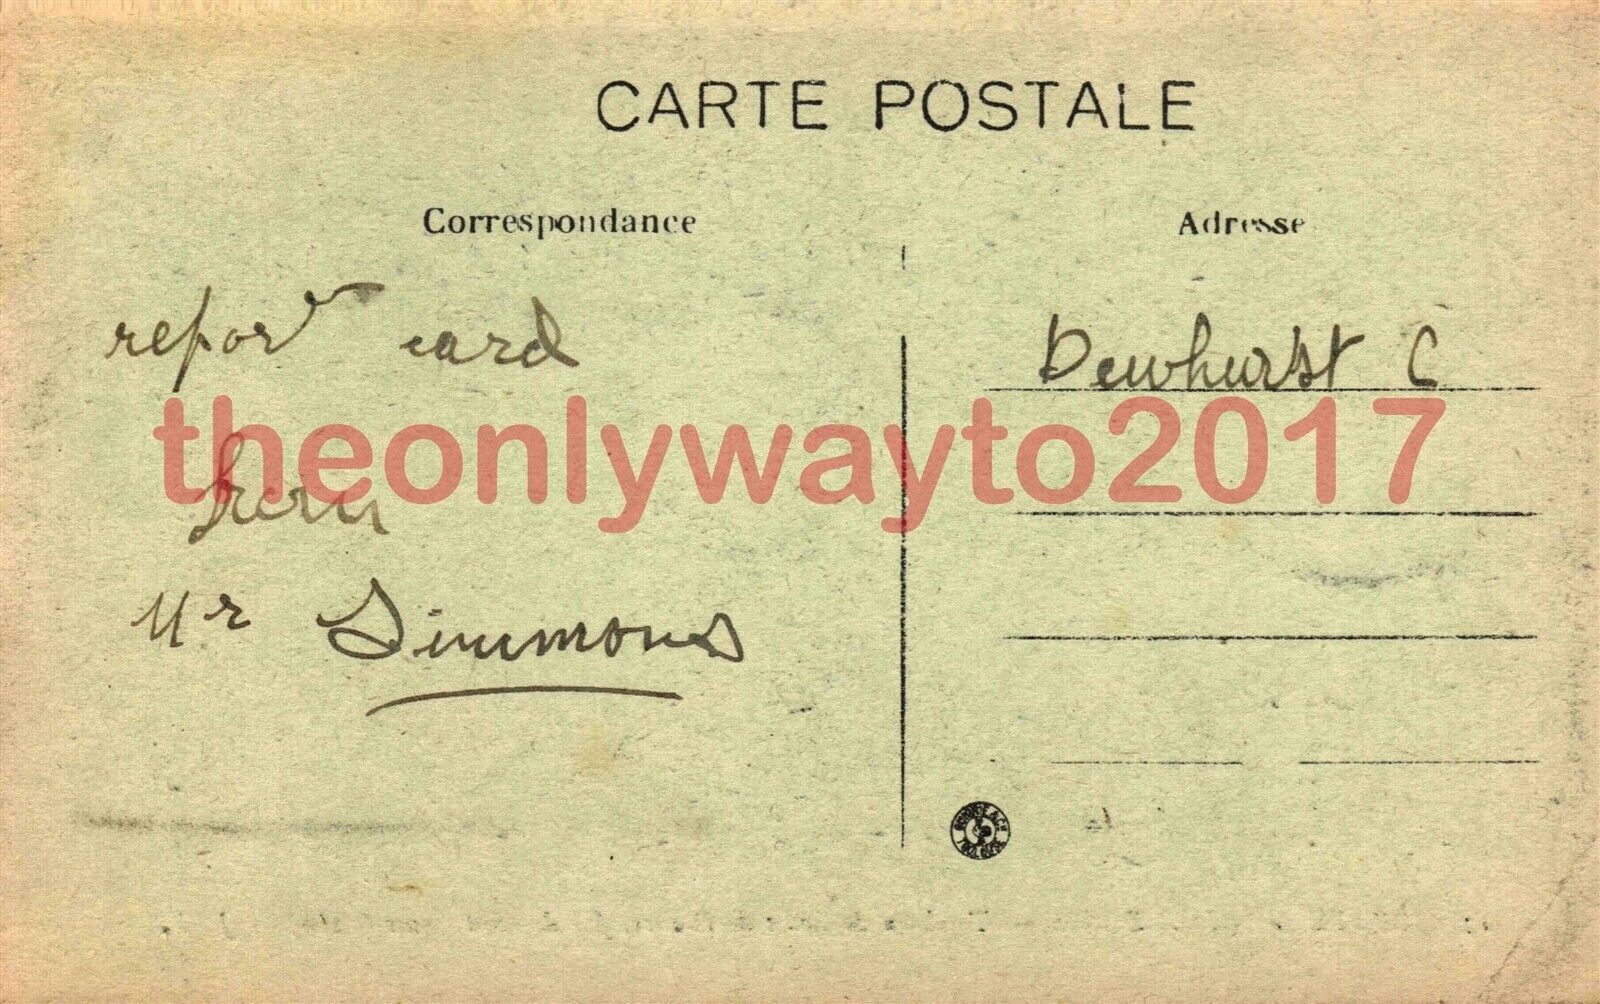 CARTE POSTALE
Correspondance
Adresse
report card
from
Mr Simmons
Dewhurst C
theonlywayto2017